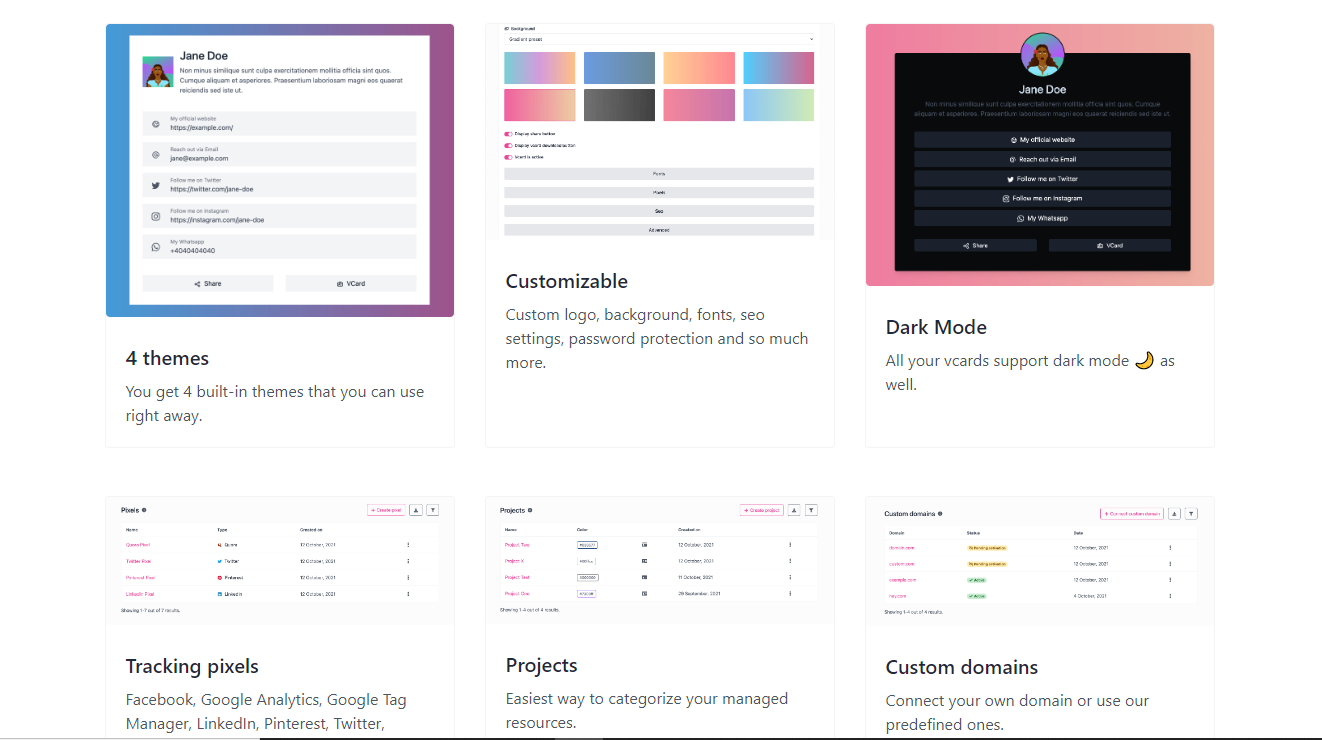 Jane Doe
Non minus similique sunt culpa exercitationem mollitia officia sint quos.
Cumque aliquam et asperiores. Praesentium laboriosam magni eos quaerat
reiciendis sed iste ut.
My official website
https://example.com/
Reach out via Email
jane@example.com
Follow me on Twitter
https://twitter.com/jane-doe
Follow me on Instagram
https://instagram.com/jane-doe
My Whatsapp
+4040404040
Share
VCard
4 themes
You get 4 built-in themes that you can use
right away.
Background
Gradient preset
Display share button
Display vcard download button
Vcard is active
Fonts
Pixels
Seo
Advanced
Customizable
Custom logo, background, fonts, seo
settings, password protection and so much
more.
Jane Doe
Non minus similique sunt culpa exercitationem mollitia officia sint quos. Cumque
aliquam et asperiores. Praesentium laboriosam magni eos quaerat reiciendis sed iste ut.
My official website
Reach out via Email
Follow me on Twitter
Follow me on Instagram
My Whatsapp
Share
VCard
Dark Mode
All your vcards support dark mode 🌙 as
well.
Pixels
+ Create pixel
Name Type Created on
Quora Pixel Quora 12 October, 2021
Twitter Pixel Twitter 12 October, 2021
Pinterest Pixel Pinterest 12 October, 2021
LinkedIn Pixel LinkedIn 12 October, 2021
Showing 1-7 out of 7 results.
Tracking pixels
Facebook, Google Analytics, Google Tag
Manager, LinkedIn, Pinterest, Twitter,
Projects
+ Create project
Name Color Created on
Project Two 12 October, 2021
Project X 12 October, 2021
Project Test #000000 11 October, 2021
Project One 29 September, 2021
Showing 1-4 out of 4 results.
Projects
Easiest way to categorize your managed
resources.
Custom domains
+ Connect custom domain
Domain Status Date
domain.com Pending activation 12 October, 2021
custom.com Pending activation 12 October, 2021
example.com Active 12 October, 2021
hey.com Active 4 October, 2021
Showing 1-4 out of 4 results.
Custom domains
Connect your own domain or use our
predefined ones.